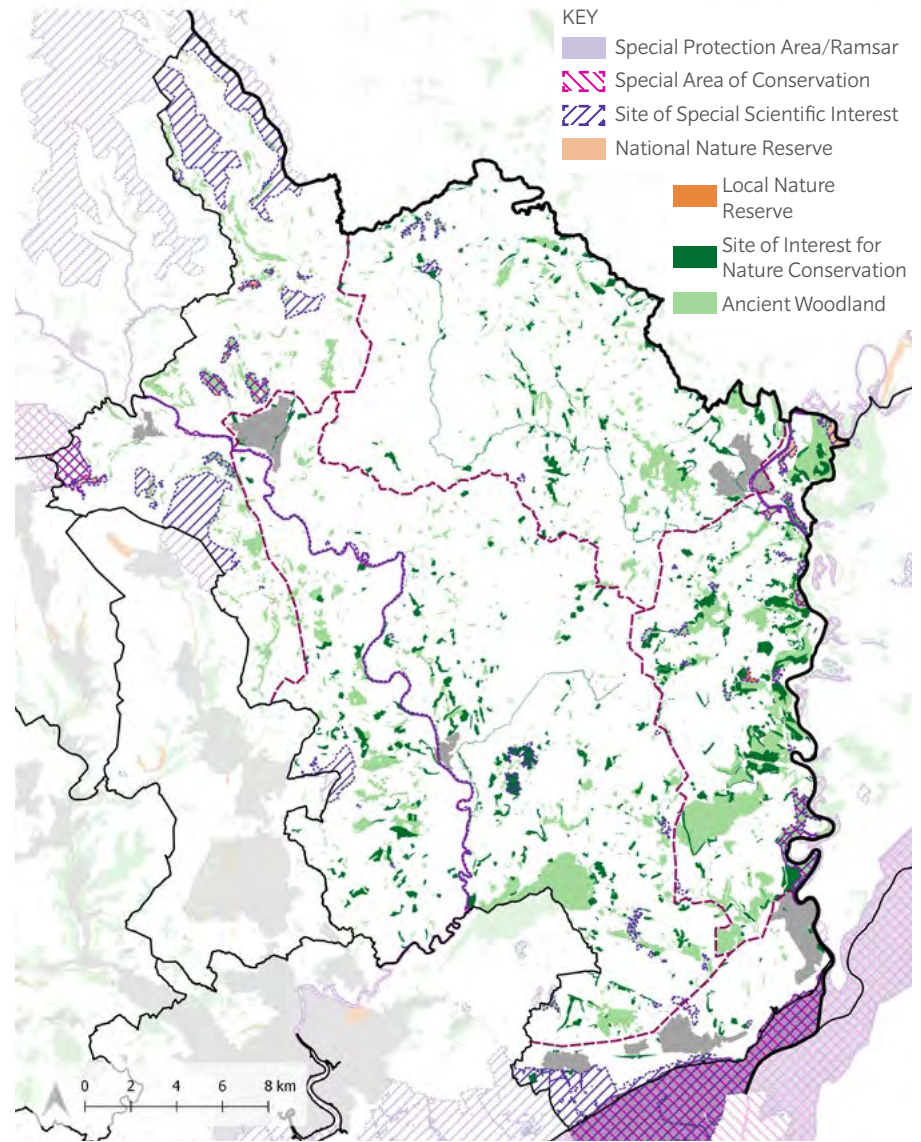 KEY
Special Protection Area/Ramsar
Special Area of Conservation
Site of Special Scientific Interest
National Nature Reserve
Local Nature
Reserve
Site of Interest for
Nature Conservation
Ancient Woodland
0 2 4 6 8 km